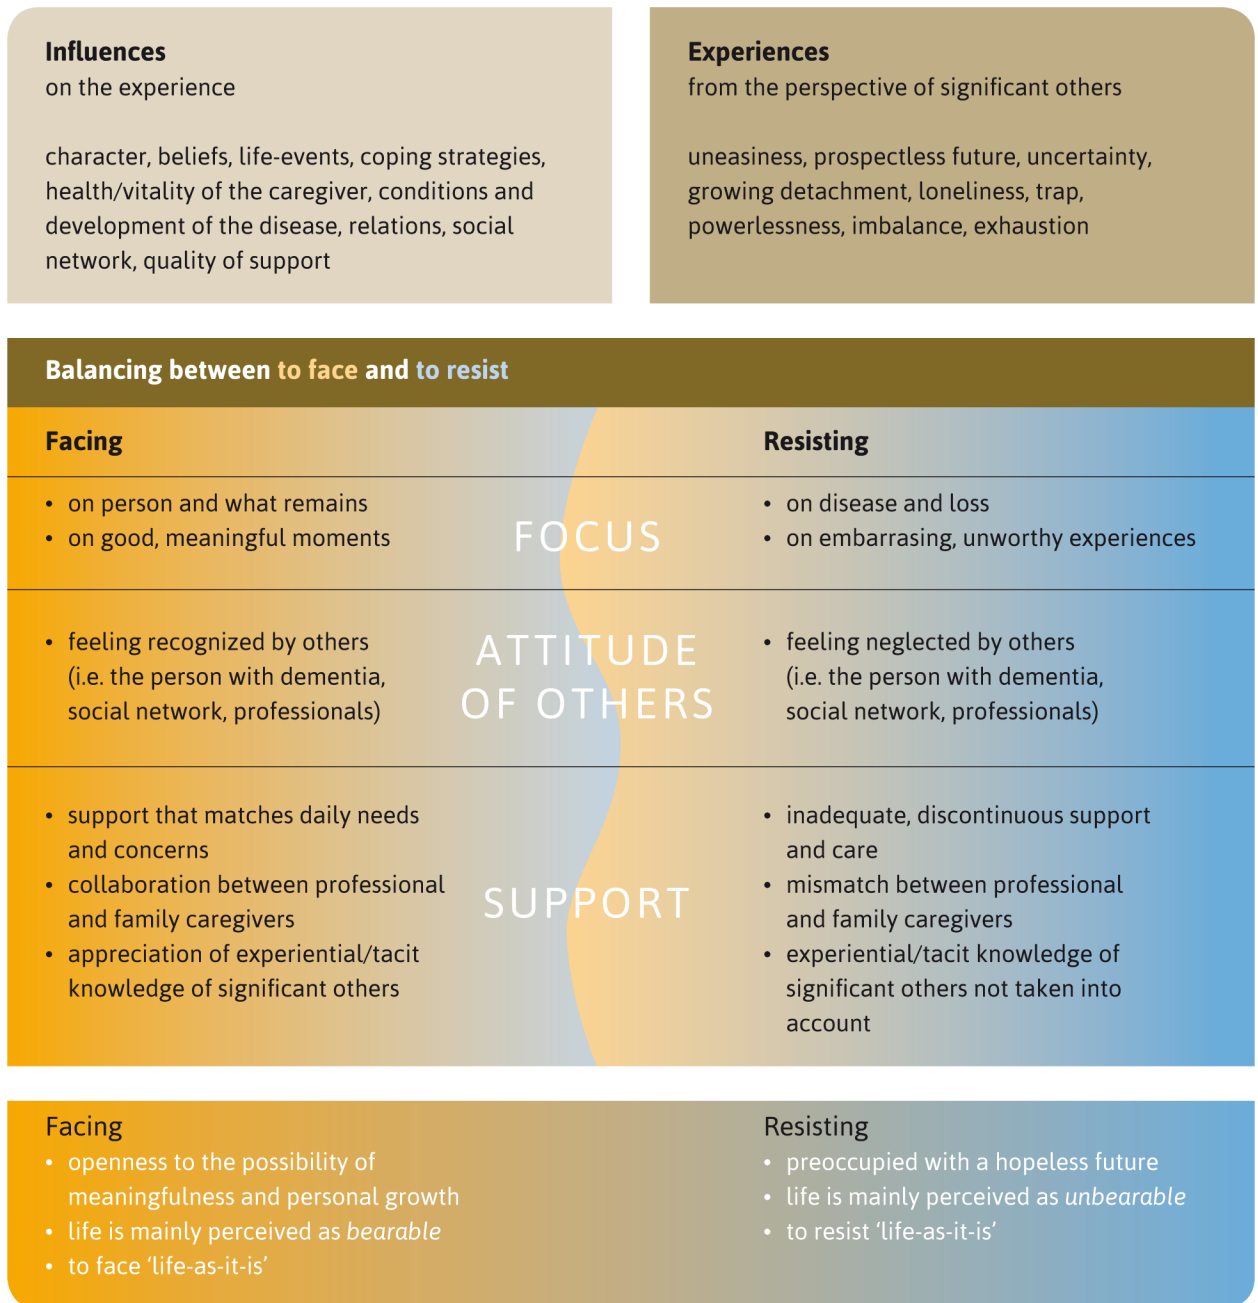 Influences
on the experience
character, beliefs, life-events, coping strategies,
health/vitality of the caregiver, conditions and
development of the disease, relations, social
network, quality of support
Experiences
from the perspective of significant others
uneasiness, prospectless future, uncertainty,
growing detachment, loneliness, trap,
powerlessness, imbalance, exhaustion
Balancing between to face and to resist
Facing
Resisting
• on person and what remains
• on good, meaningful moments
FOCUS
• on disease and loss
• on embarrasing, unworthy experiences
• feeling recognized by others
(i.e. the person with dementia,
social network, professionals)
ATTITUDE
OF OTHERS
• feeling neglected by others
(i.e. the person with dementia,
social network, professionals)
• support that matches daily needs
and concerns
• collaboration between professional
and family caregivers
• appreciation of experiential/tacit
knowledge of significant others
SUPPORT
• inadequate, discontinuous support
and care
• mismatch between professional
and family caregivers
• experiential/tacit knowledge of
significant others not taken into
account
Facing
• openness to the possibility of
meaningfulness and personal growth
• life is mainly perceived as bearable
• to face ‘life-as-it-is’
Resisting
• preoccupied with a hopeless future
• life is mainly perceived as unbearable
• to resist ‘life-as-it-is’